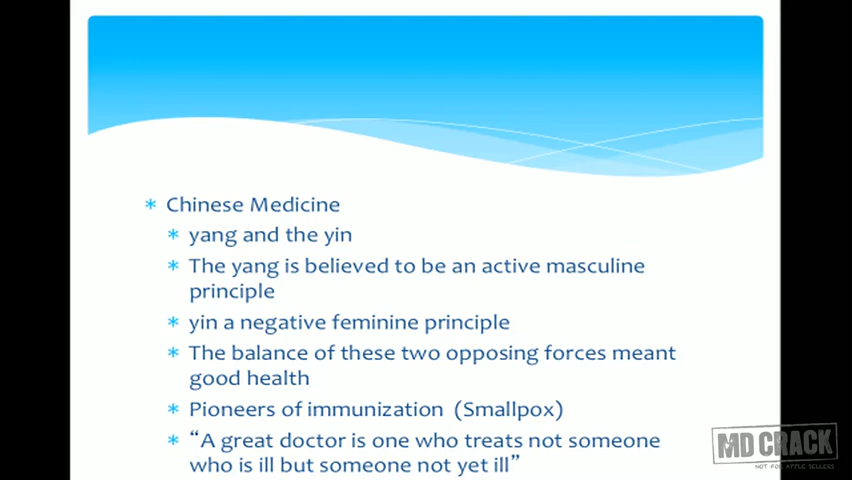 * Chinese Medicine
* yang and the yin
* The yang is believed to be an active masculine
principle
* yin a negative feminine principle
* The balance of these two opposing forces meant
good health
* Pioneers of immunization (Smallpox)
* “A great doctor is one who treats not someone
who is ill but someone not yet ill”
MD CRACK
NOT FOR APPLE SELLERS